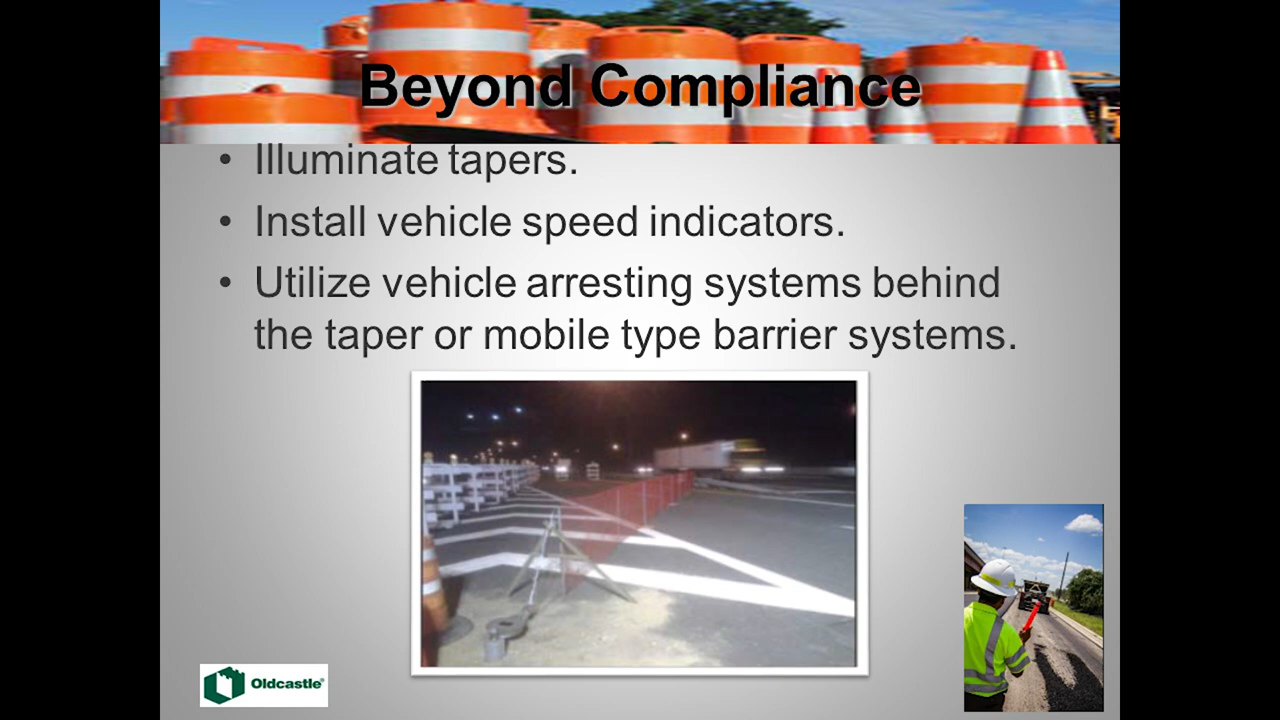 Beyond Compliance
• Illuminate tapers.
• Install vehicle speed indicators.
• Utilize vehicle arresting systems behind
the taper or mobile type barrier systems.
Oldcastle®